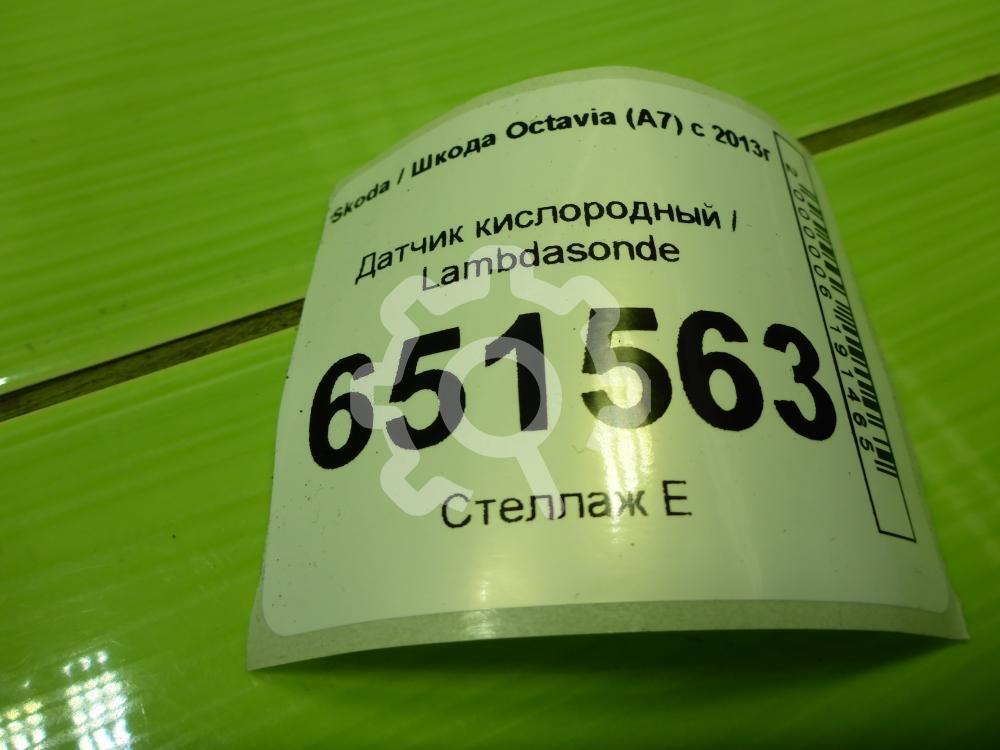 Skoda / Шкода Octavia (A7) с 2013г
Датчик кислородный /
Lambdasonde
651563
Стеллаж Е
2000006191465